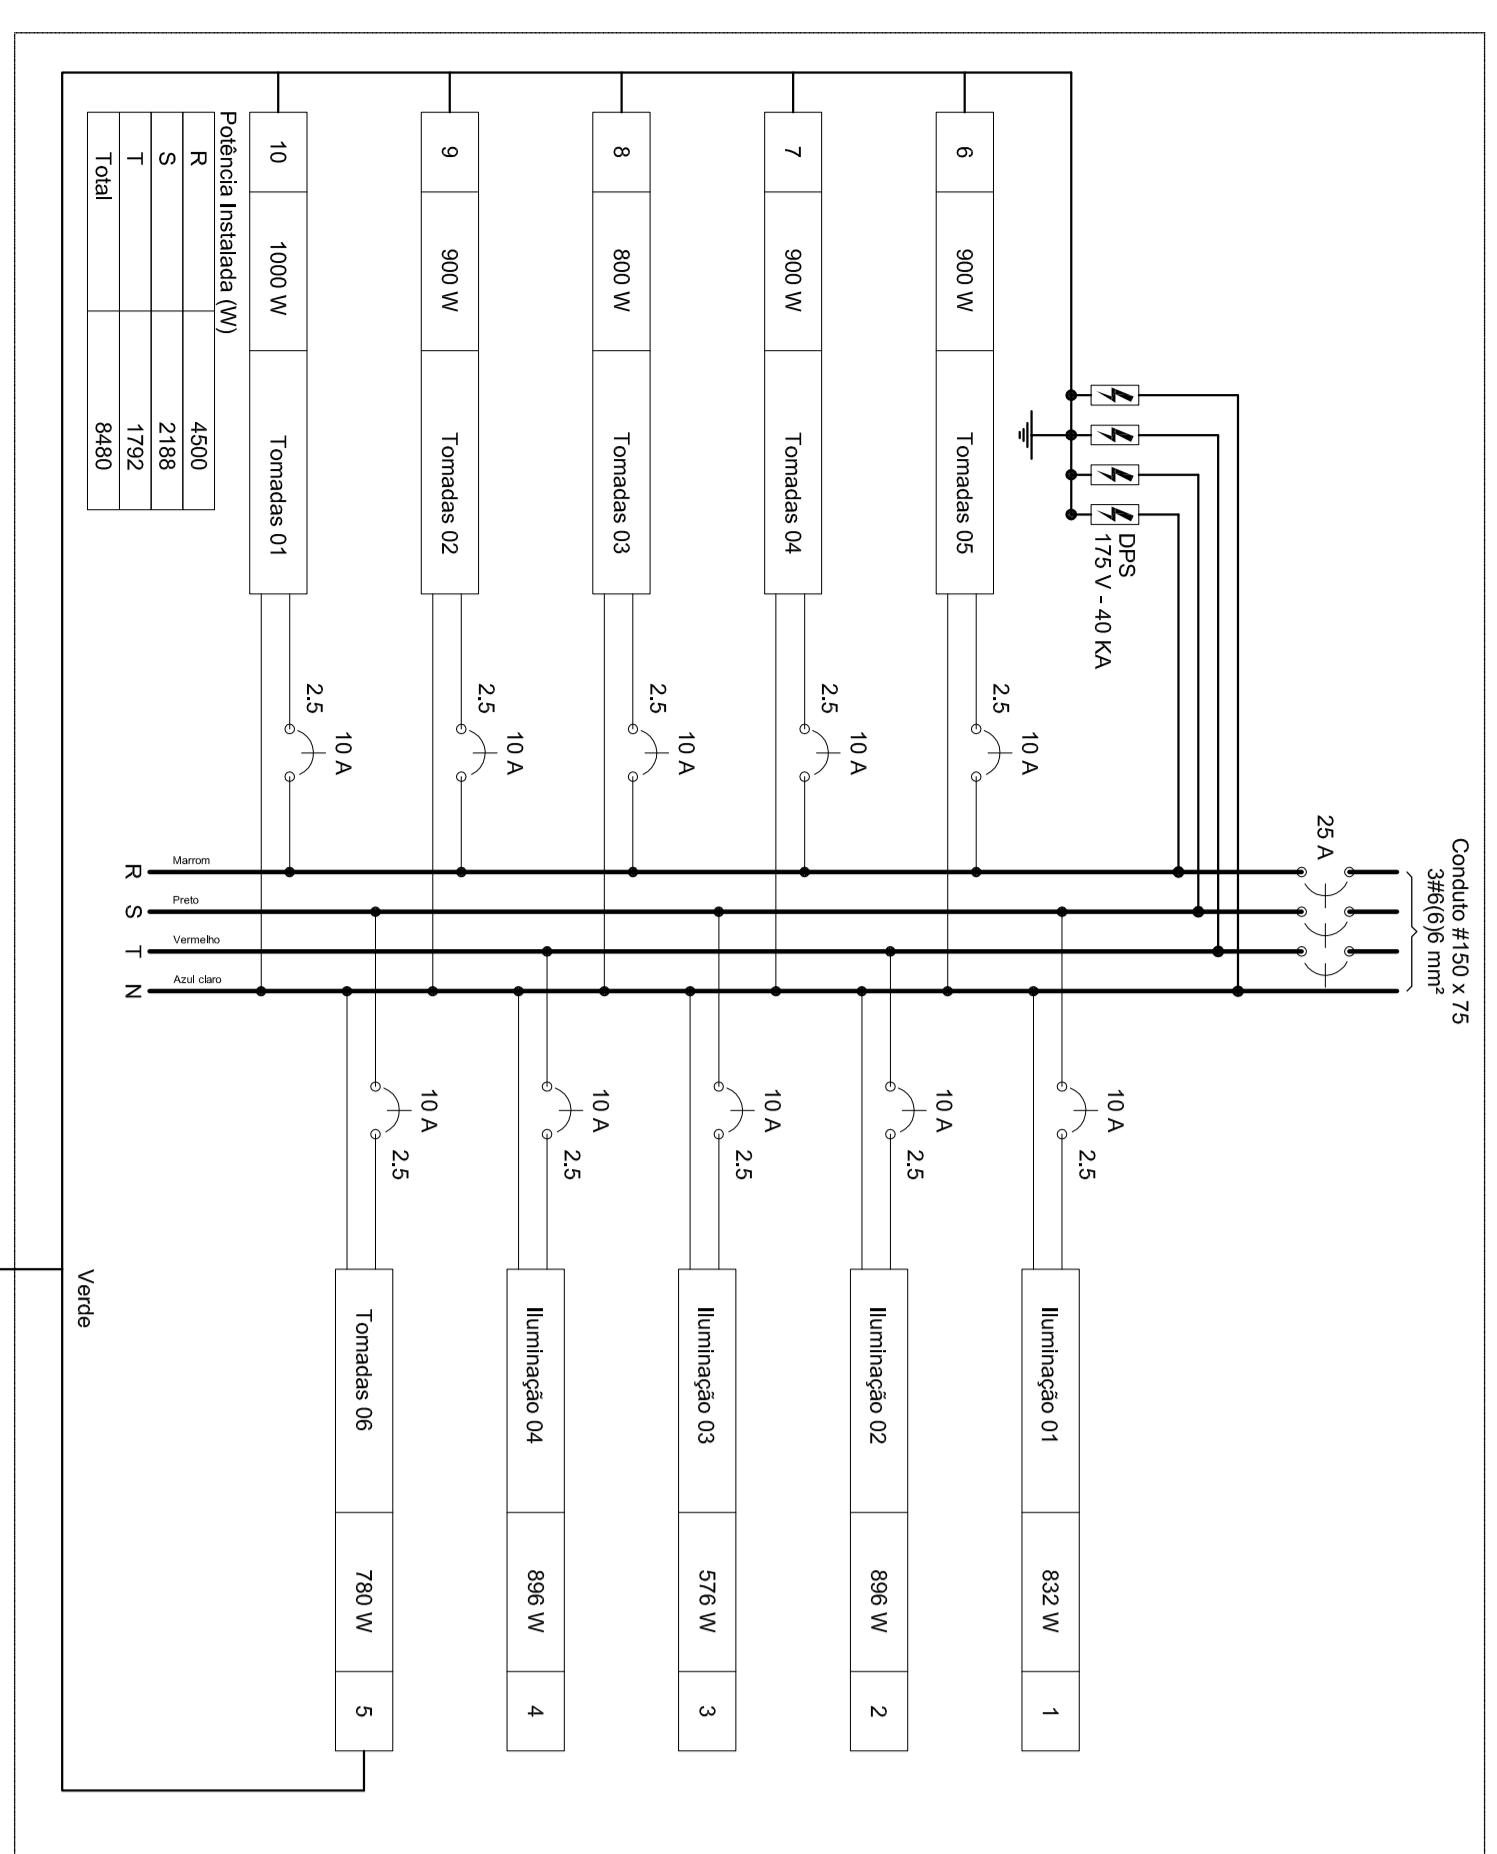 Conduto #150 x 75
3#6(6)6 mm²
25 A
DPS
175 V - 40 KA
6 900 W Tomadas 05
2.5
10 A
10 A
2.5
Iluminação 01 832 W 1
7 900 W Tomadas 04
2.5
10 A
10 A
2.5
Iluminação 02 896 W 2
8 800 W Tomadas 03
2.5
10 A
10 A
2.5
Iluminação 03 576 W 3
9 900 W Tomadas 02
2.5
10 A
10 A
2.5
Iluminação 04 896 W 4
10 1000 W Tomadas 01
2.5
10 A
10 A
2.5
Tomadas 06 780 W 5
Potência Instalada (W)
R 4500
S 2188
T 1792
Total 8480
R Marrom
S Preto
T Vermelho
N Azul claro
Verde